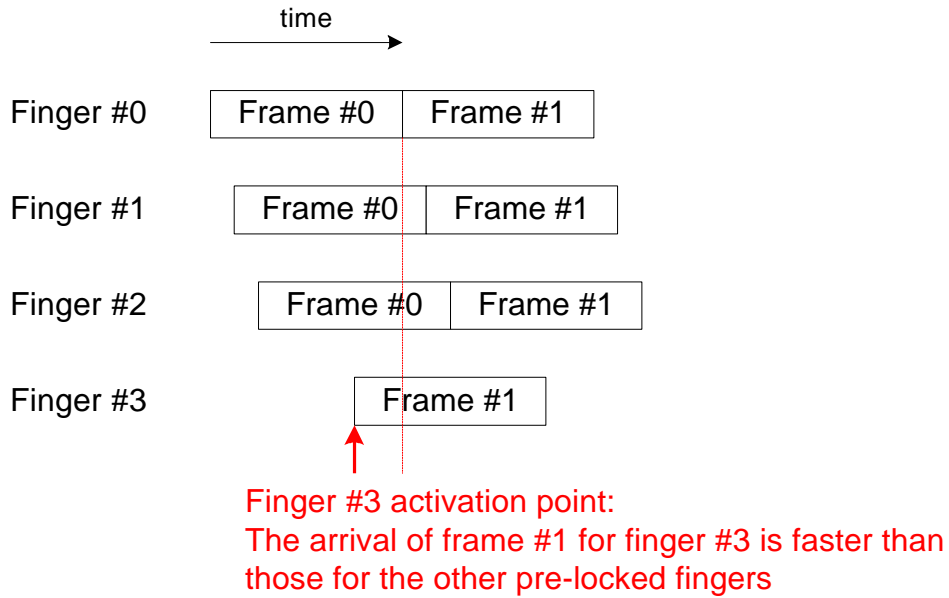 time
Finger #0 Frame #0 Frame #1
Finger #1 Frame #0 Frame #1
Finger #2 Frame #0 Frame #1
Finger #3 Frame #1
Finger #3 activation point:
The arrival of frame #1 for finger #3 is faster than
those for the other pre-locked fingers